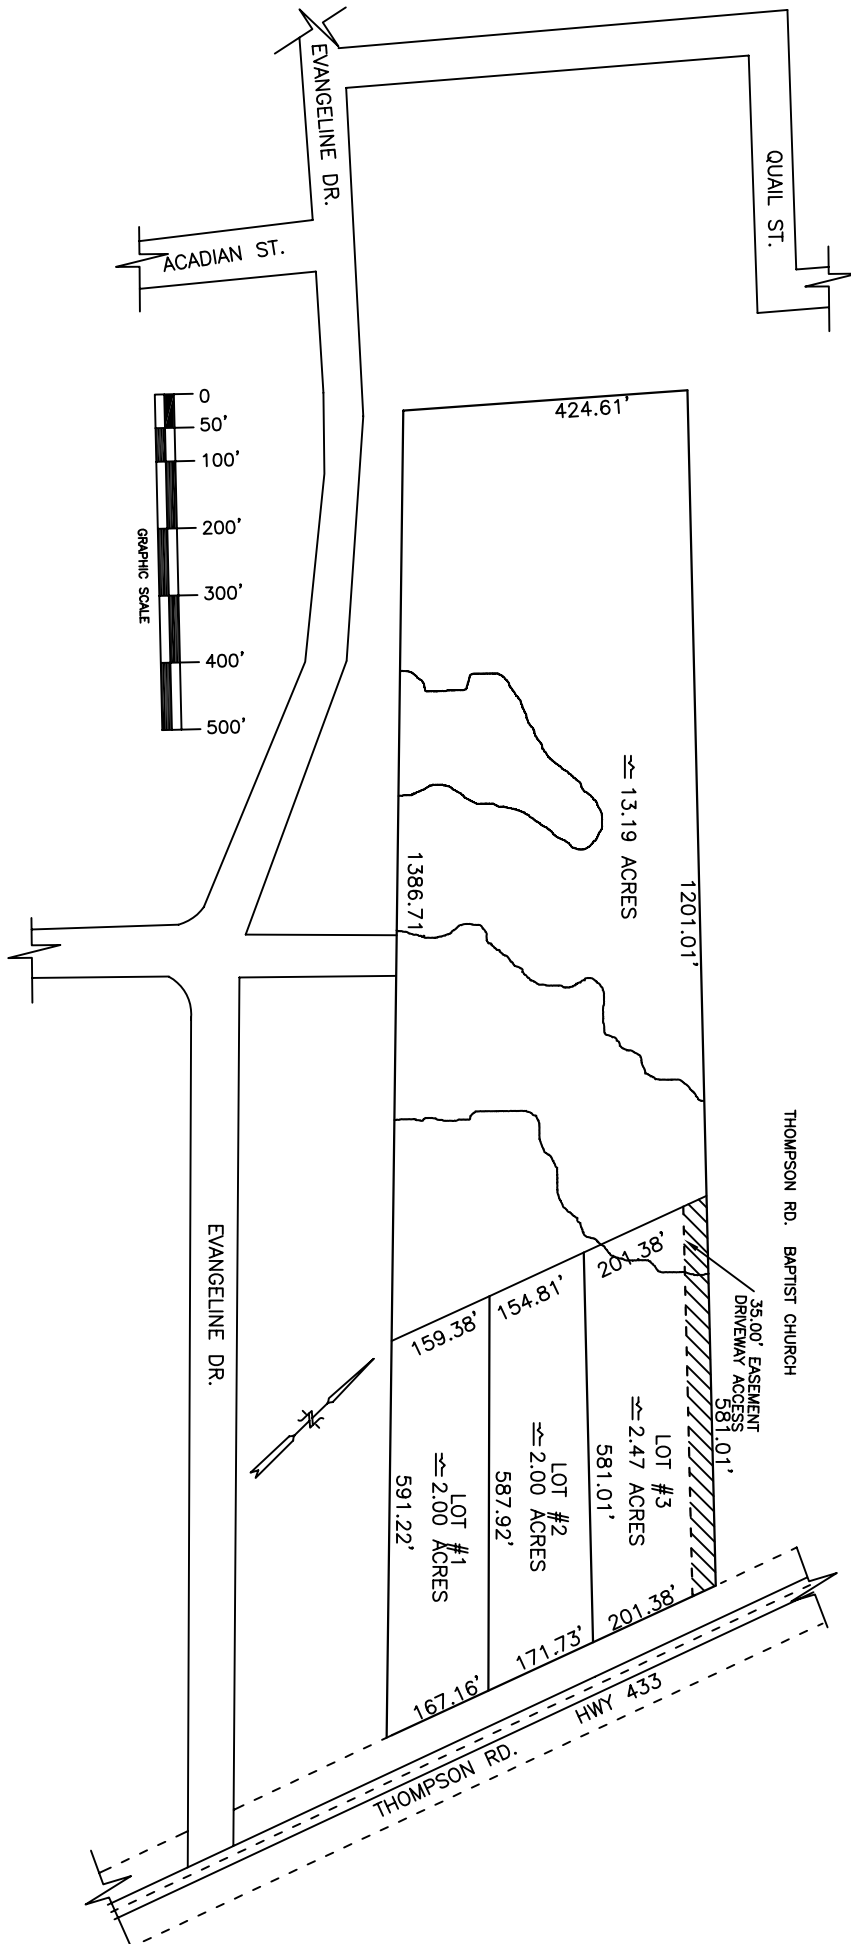 EVANGELINE DR.
QUAIL ST.
ACADIAN ST.
0
50'
100'
200'
300'
400'
500'
GRAPHIC SCALE
424.61'
13.19 ACRES
1386.71'
1201.01'
THOMPSON RD. BAPTIST CHURCH
35.00' EASEMENT
DRIVEWAY ACCESS
581.01'
201.38'
154.81'
159.38'
EVANGELINE DR.
N
LOT #3
2.47 ACRES
581.01'
LOT #2
2.00 ACRES
587.92'
LOT #1
2.00 ACRES
591.22'
201.38'
171.73'
167.16'
HWY 433
THOMPSON RD.